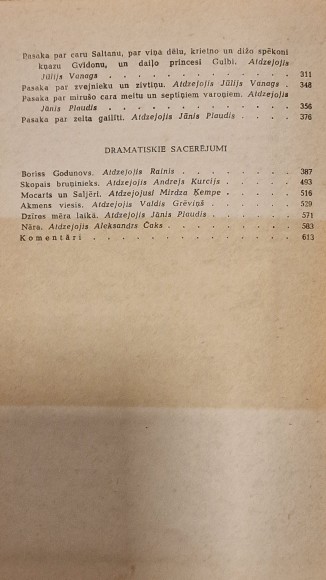 Pasaka par caru Saltanu, par viņa dēlu, krietno un dižo spēkoni
kņazu Gvidonu, un daiļo princesi Gulbi. Atdzejojis
Jūlijs Vanags . . . . . . . . . . . 311
Pasaka par zvejnieku un zivtiņu. Atdzejojis Jūlijs Vanags . 348
Pasaka par mirušo cara meitu un septiņiem varoņiem. Atdzejojis
Jānis Plaudis . . . . . . . . . . . 356
Pasaka par zelta gailīti. Atdzejojis Jānis Plaudis . . . . 376
DRAMATISKIE SACERĒJUMI
Boriss Godunovs. Atdzejojis Rainis . . . . . . . . 387
Skopais bruņinieks. Atdzejojis Andrejs Kurcijs . . . . . 493
Mocarts un Saljēri. Atdzejojusi Mirdza Ķempe . . . . . 516
Akmens viesis. Atdzejojis Valdis Grēviņš . . . . . . 529
Dzīres mēra laikā. Atdzejojis Jānis Plaudis . . . . . . 571
Nāra. Atdzejojis Aleksandrs Čaks . . . . . . . . 583
Komentāri . . . . . . . . . . . . 613